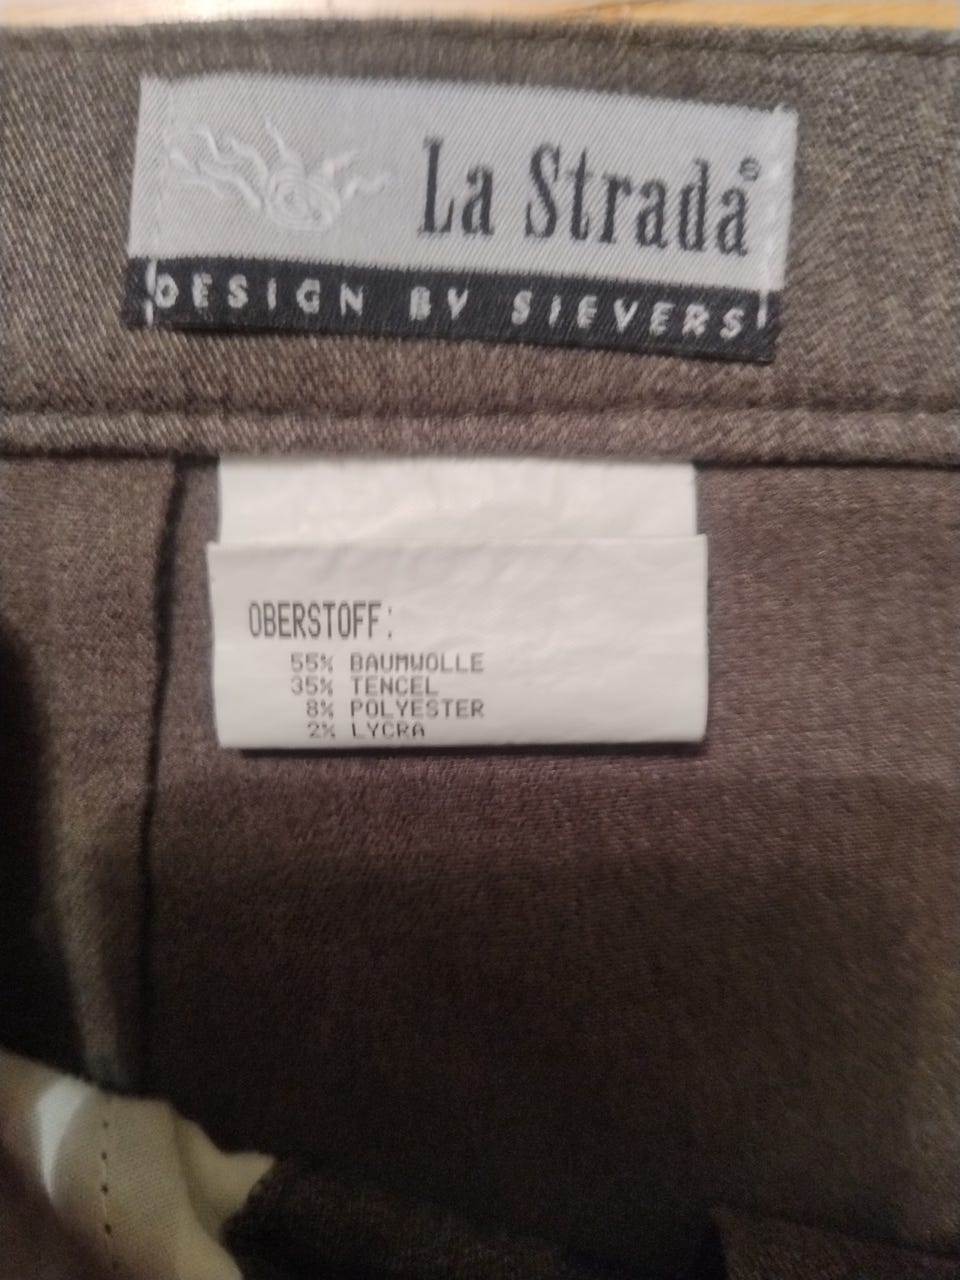 La Strada®
DESIGN BY SIEVERS
OBERSTOFF:
55% BAUMWOLLE
35% TENCEL
8% POLYESTER
2% LYCRA